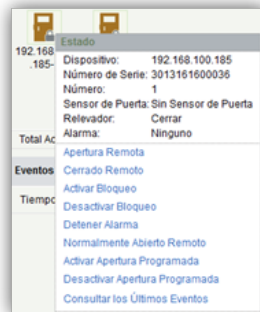 192.168
.185-
Estado
Dispositivo: 192.168.100.185
Número de Serie: 3013161600036
Número: 1
Sensor de Puerta: Sin Sensor de Puerta
Relevador: Cerrar
Alarma: Ninguno
Total Ac
Apertura Remota
Cerrado Remoto
Eventos
Activar Bloqueo
Desactivar Bloqueo
Tiempo
Detener Alarma
Normalmente Abierto Remoto
Activar Apertura Programada
Desactivar Apertura Programada
Consultar los Últimos Eventos